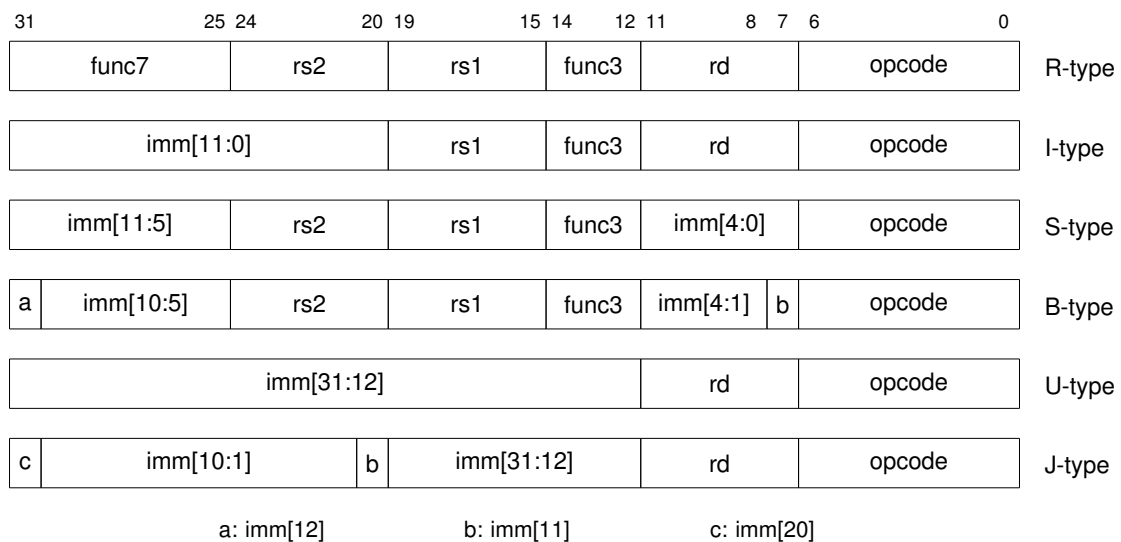 31 25 24 20 19 15 14 12 11 8 7 6 0
func7 rs2 rs1 func3 rd opcode R-type
imm[11:0] rs1 func3 rd opcode I-type
imm[11:5] rs2 rs1 func3 imm[4:0] opcode S-type
a imm[10:5] rs2 rs1 func3 imm[4:1] b opcode B-type
imm[31:12] rd opcode U-type
c imm[10:1] b imm[31:12] rd opcode J-type
a: imm[12] b: imm[11] c: imm[20]